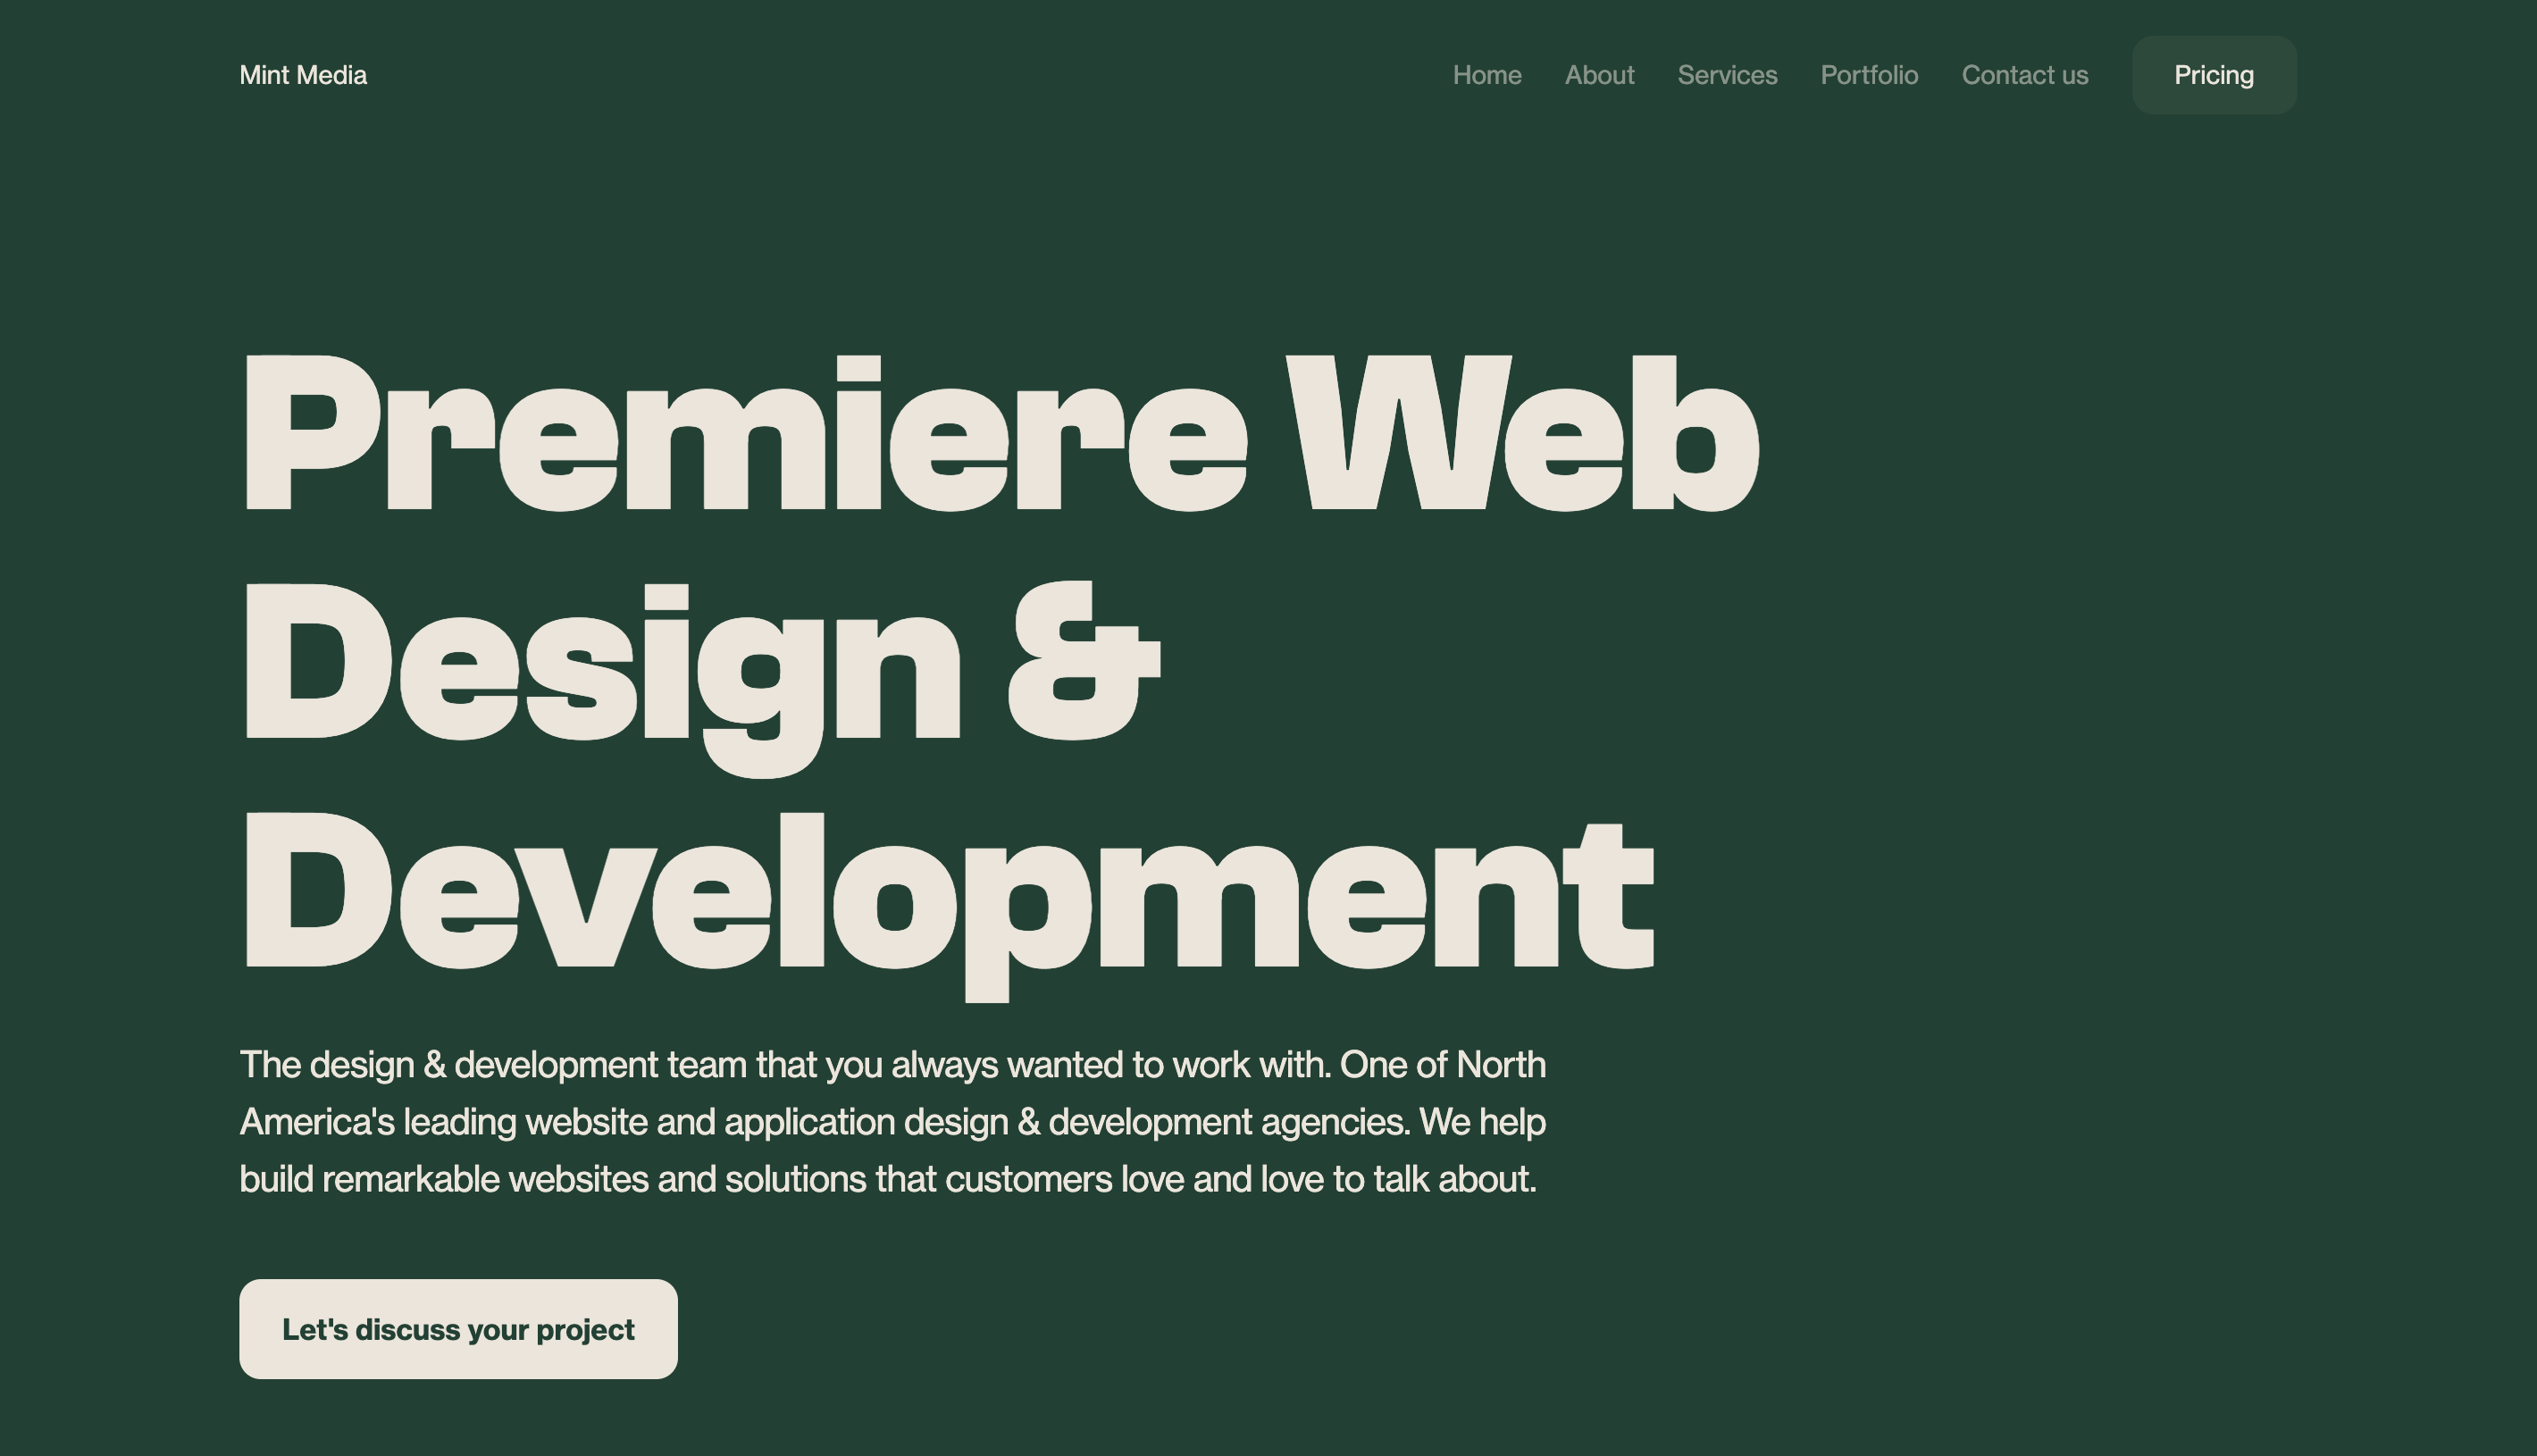 Mint Media
Home About Services Portfolio Contact us Pricing
Premiere Web
Design &
Development
The design & development team that you always wanted to work with. One of North
America's leading website and application design & development agencies. We help
build remarkable websites and solutions that customers love and love to talk about.
Let's discuss your project